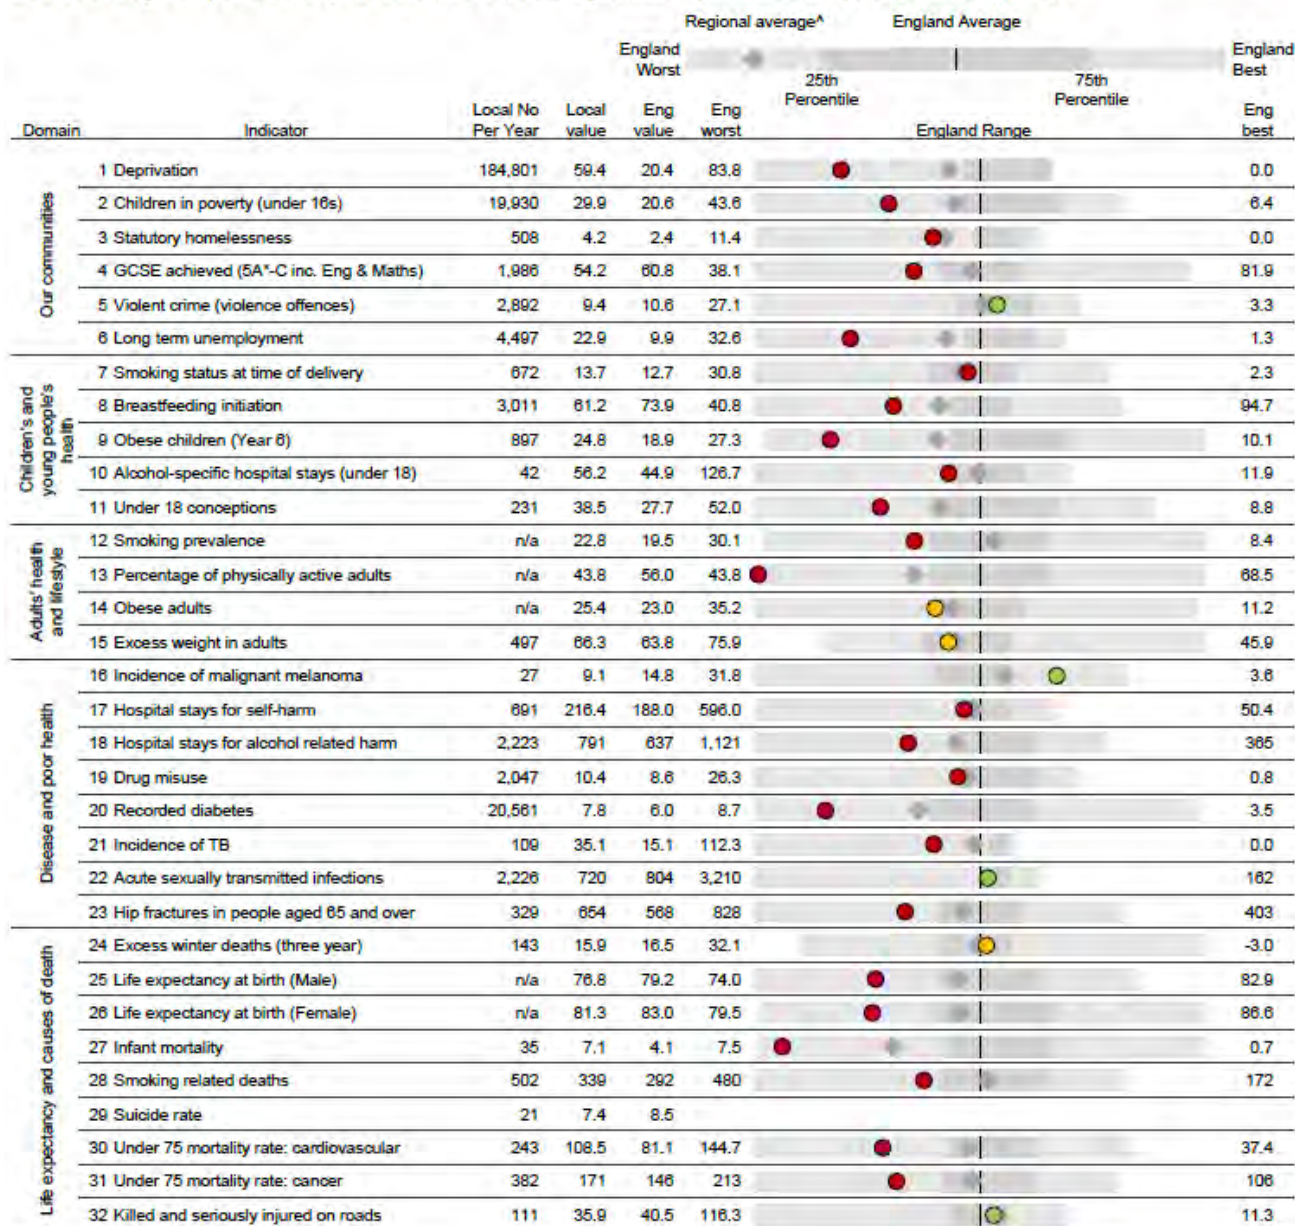 Regional average^ England Average
England Worst England Best
25th Percentile 75th Percentile
Domain Indicator Local No Per Year Local value Eng value Eng worst England Range Eng best
Our communities
1 Deprivation 184,801 59.4 20.4 83.8 0.0
2 Children in poverty (under 16s) 19,930 29.9 20.6 43.6 6.4
3 Statutory homelessness 508 4.2 2.4 11.4 0.0
4 GCSE achieved (5A*-C inc. Eng & Maths) 1,986 54.2 60.8 38.1 81.9
5 Violent crime (violence offences) 2,892 9.4 10.6 27.1 3.3
6 Long term unemployment 4,497 22.9 9.9 32.6 1.3
Children's and young people's health
7 Smoking status at time of delivery 672 13.7 12.7 30.8 2.3
8 Breastfeeding initiation 3,011 61.2 73.9 40.8 94.7
9 Obese children (Year 6) 897 24.8 18.9 27.3 10.1
10 Alcohol-specific hospital stays (under 18) 42 56.2 44.9 126.7 11.9
11 Under 18 conceptions 231 38.5 27.7 52.0 8.8
Adults' health and lifestyle
12 Smoking prevalence n/a 22.8 19.5 30.1 8.4
13 Percentage of physically active adults n/a 43.8 56.0 43.8 68.5
14 Obese adults n/a 25.4 23.0 35.2 11.2
15 Excess weight in adults 497 66.3 63.8 75.9 45.9
Disease and poor health
16 Incidence of malignant melanoma 27 9.1 14.8 31.8 3.6
17 Hospital stays for self-harm 691 216.4 188.0 596.0 50.4
18 Hospital stays for alcohol related harm 2,223 791 637 1,121 365
19 Drug misuse 2,047 10.4 8.6 26.3 0.8
20 Recorded diabetes 20,561 7.8 6.0 8.7 3.5
21 Incidence of TB 109 35.1 15.1 112.3 0.0
22 Acute sexually transmitted infections 2,226 720 804 3,210 162
23 Hip fractures in people aged 65 and over 329 654 568 828 403
Life expectancy and causes of death
24 Excess winter deaths (three year) 143 15.9 16.5 32.1 -3.0
25 Life expectancy at birth (Male) n/a 76.8 79.2 74.0 82.9
26 Life expectancy at birth (Female) n/a 81.3 83.0 79.5 86.6
27 Infant mortality 35 7.1 4.1 7.5 0.7
28 Smoking related deaths 502 339 292 480 172
29 Suicide rate 21 7.4 8.5
30 Under 75 mortality rate: cardiovascular 243 108.5 81.1 144.7 37.4
31 Under 75 mortality rate: cancer 382 171 146 213 106
32 Killed and seriously injured on roads 111 35.9 40.5 116.3 11.3